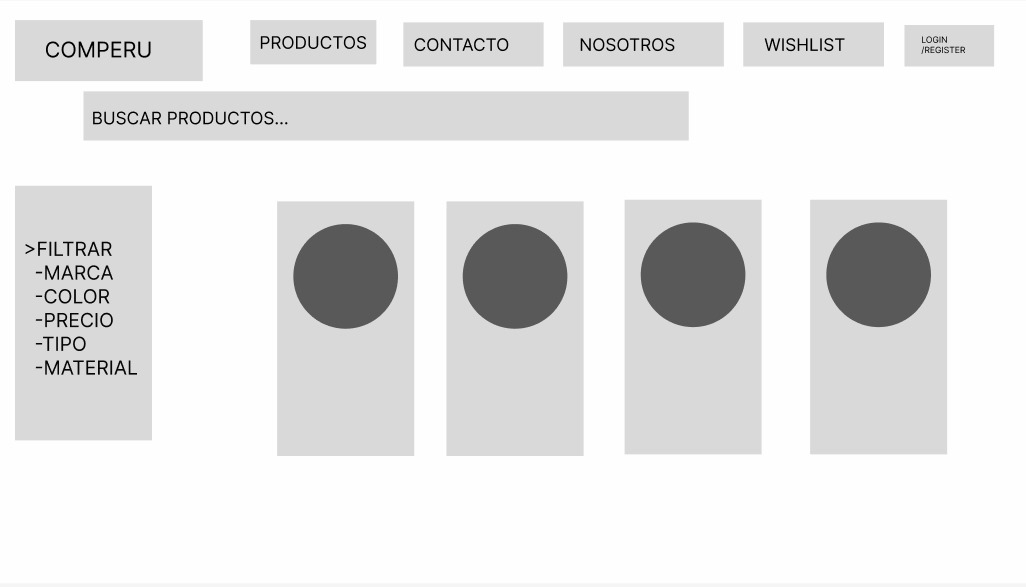 COMPERU
PRODUCTOS
CONTACTO
NOSOTROS
WISHLIST
LOGIN
/REGISTER
BUSCAR PRODUCTOS...
>FILTRAR
-MARCA
-COLOR
-PRECIO
-TIPO
-MATERIAL